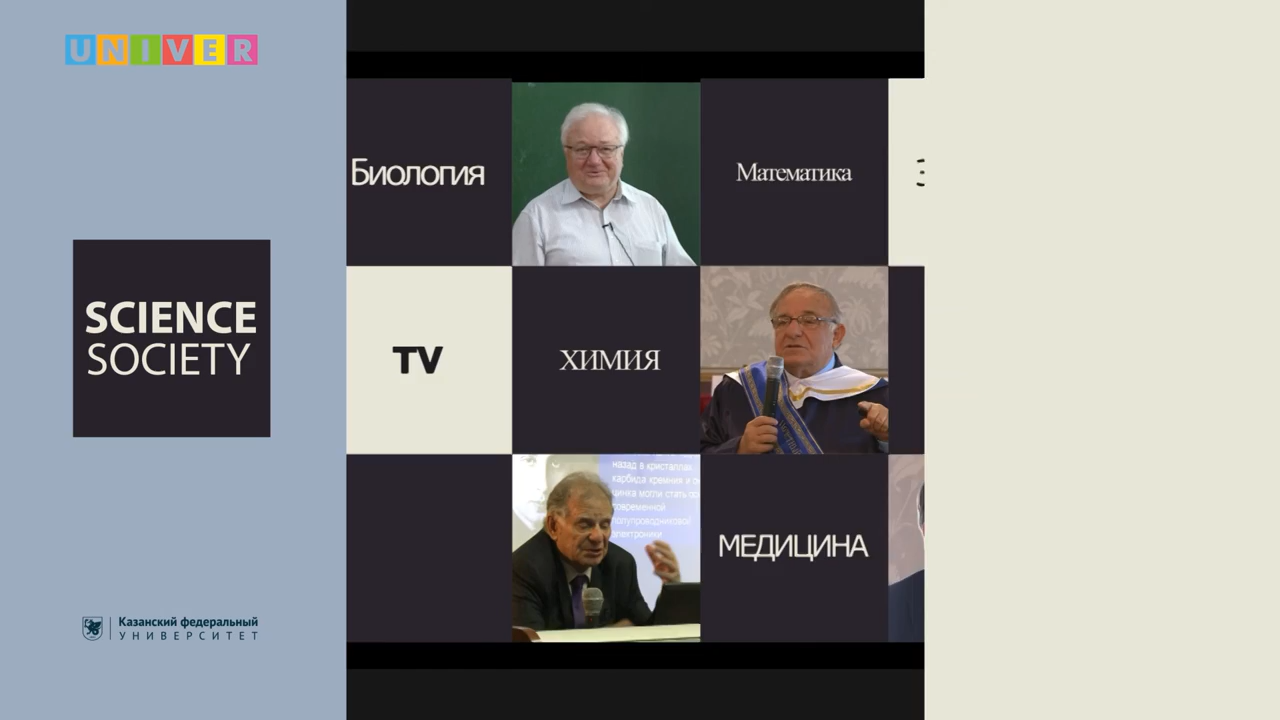 UNIVER
SCIENCE
SOCIETY
Казанский федеральный
УНИВЕРСИТЕТ
Биология
Математика
TV
ХИМИЯ
назад в кристаллах
карбида кремния и
цинка могли стать
современной
полупроводниковой
электроники
МЕДИЦИНА